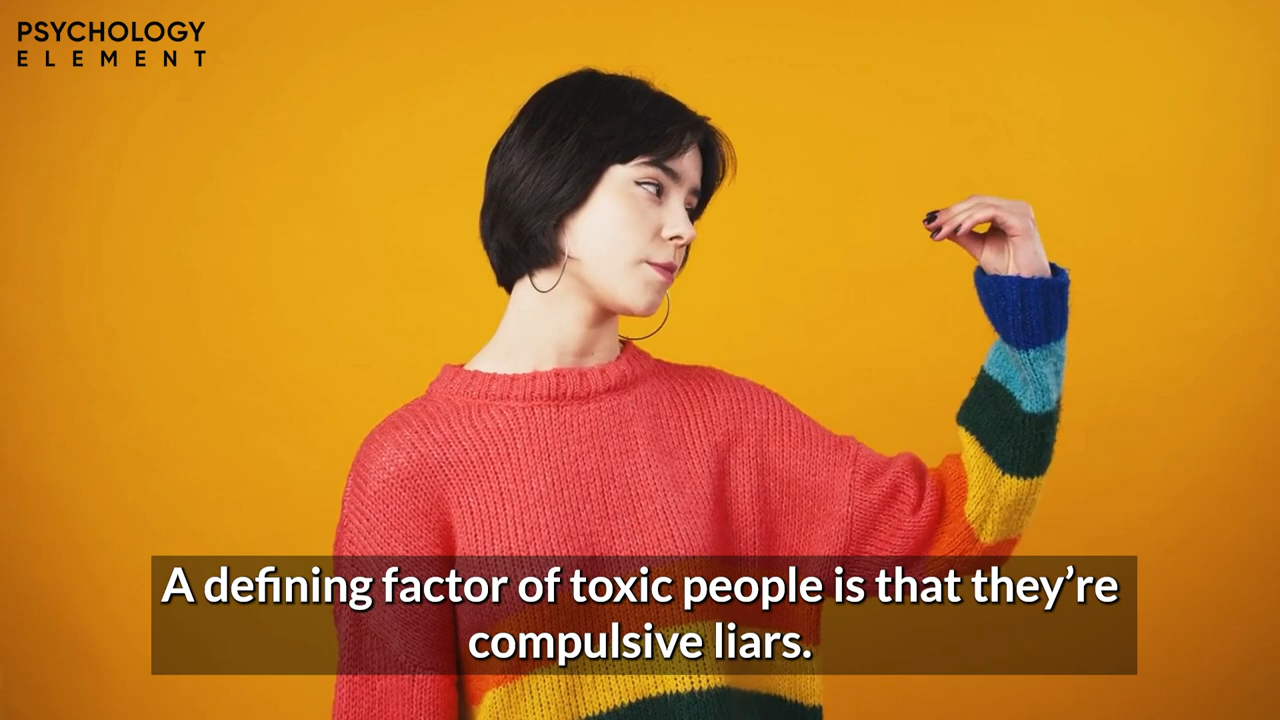 PSYCHOLOGY
ELEMENT
A defining factor of toxic people is that they’re
compulsive liars.